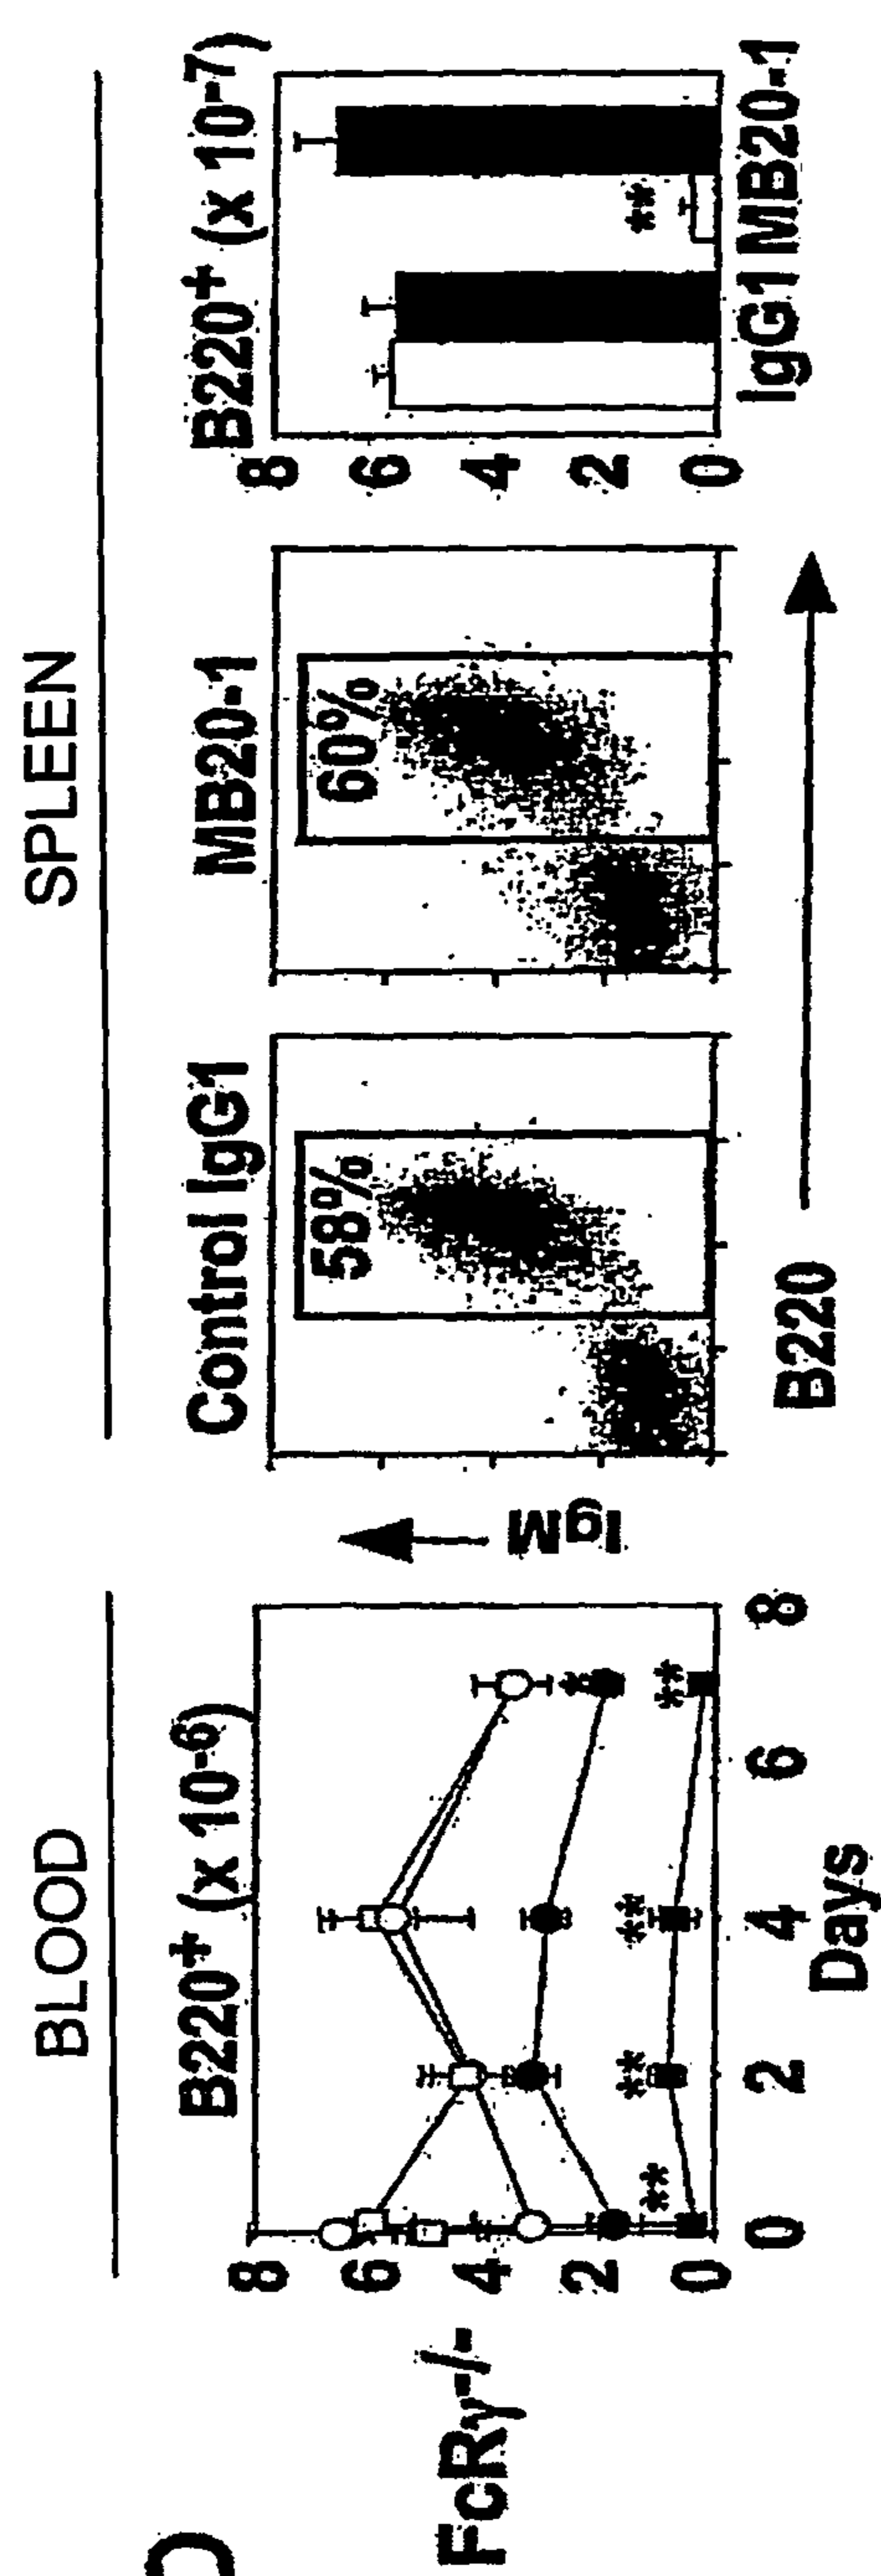 D
BLOOD
SPLEEN
B220⁺ (x 10⁻⁶)
Control IgG1
MB20-1
B220⁺ (x 10⁻⁷)
FcRγ⁻/⁻
8
6
4
2
0
**
**
**
**
**
0 2 4 6 8
Days
IgM
58%
60%
B220
8
6
4
2
0
**
IgG1 MB20-1